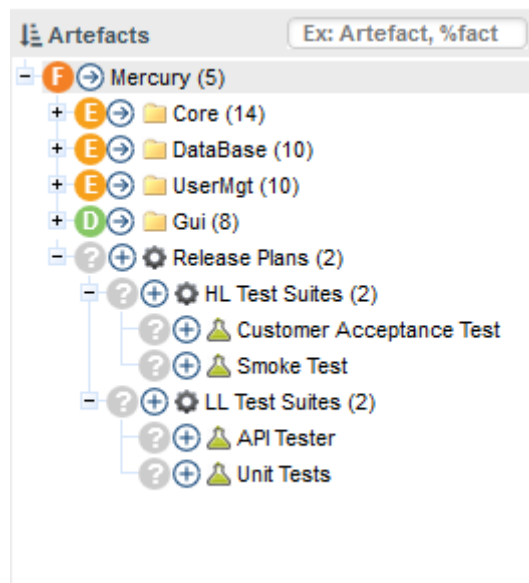 Artefacts Ex: Artefact, %fact
F Mercury (5)
E Core (14)
E DataBase (10)
E UserMgt (10)
D Gui (8)
? Release Plans (2)
? HL Test Suites (2)
? Customer Acceptance Test
? Smoke Test
? LL Test Suites (2)
? API Tester
? Unit Tests